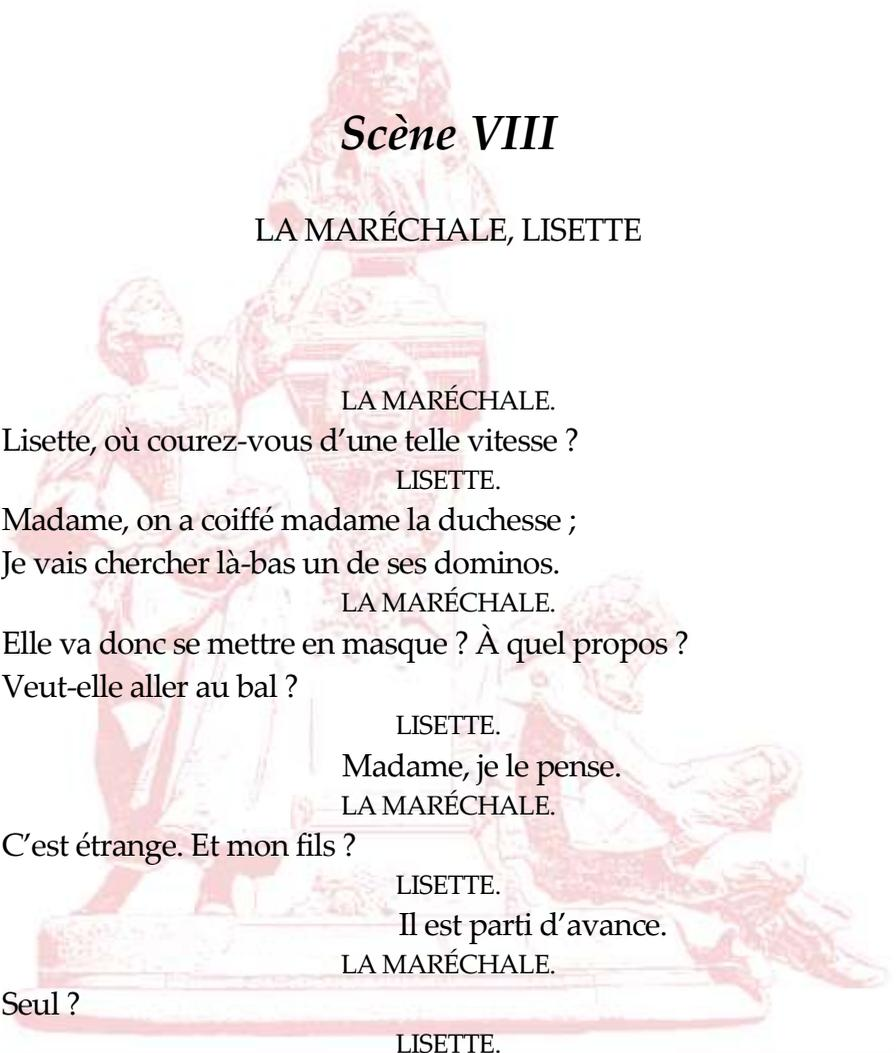 Scène VIII
LA MARÉCHALE, LISETTE
LA MARÉCHALE.
Lisette, où courez-vous d’une telle vitesse ?
LISETTE.
Madame, on a coiffé madame la duchesse ;
Je vais chercher là-bas un de ses dominos.
LA MARÉCHALE.
Elle va donc se mettre en masque ? À quel propos ?
Veut-elle aller au bal ?
LISETTE.
Madame, je le pense.
LA MARÉCHALE.
C’est étrange. Et mon fils ?
LISETTE.
Il est parti d’avance.
LA MARÉCHALE.
Seul ?
LISETTE.